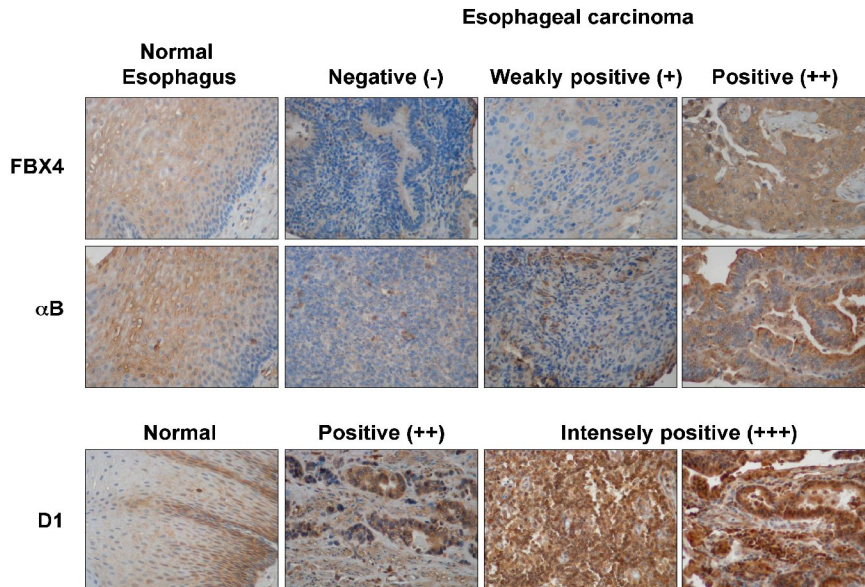 Esophageal carcinoma
Normal
Esophagus
Negative (-)
Weakly positive (+)
Positive (++)
FBX4
αB
Normal
Positive (++)
Intensely positive (+++)
D1